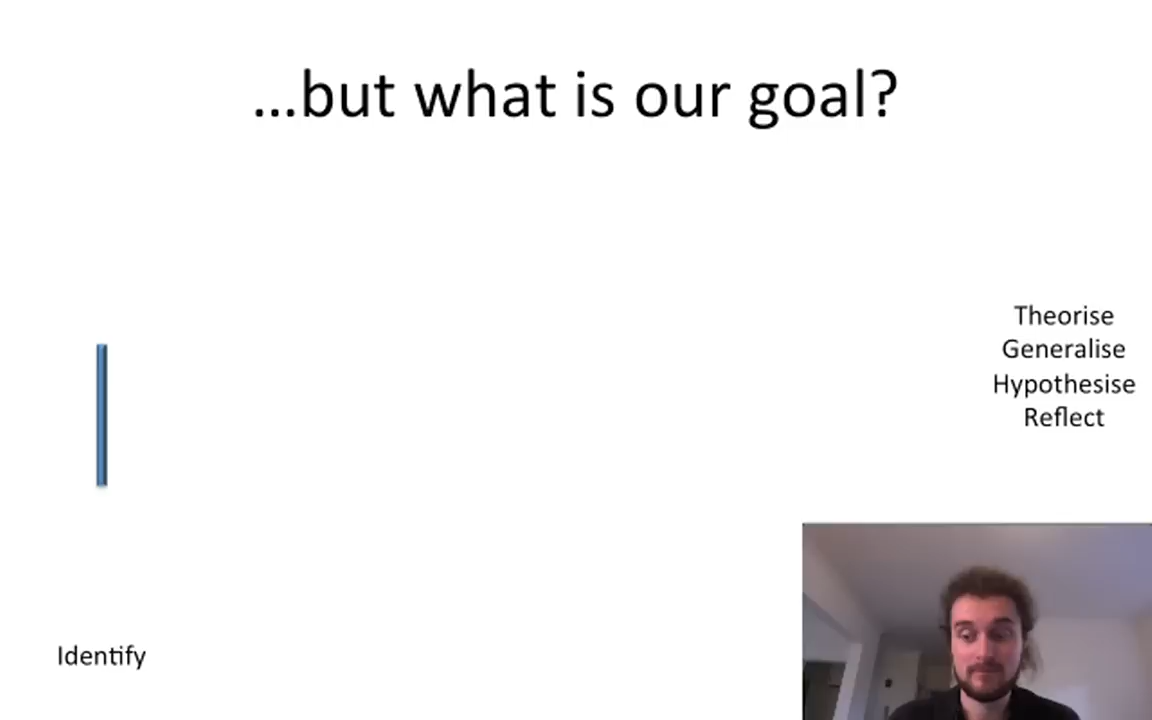 ...but what is our goal?
Theorise
Generalise
Hypothesise
Reflect
Identify